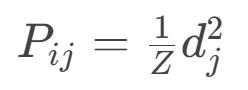 $P_{ij} = \frac{1}{Z} d_j^2$